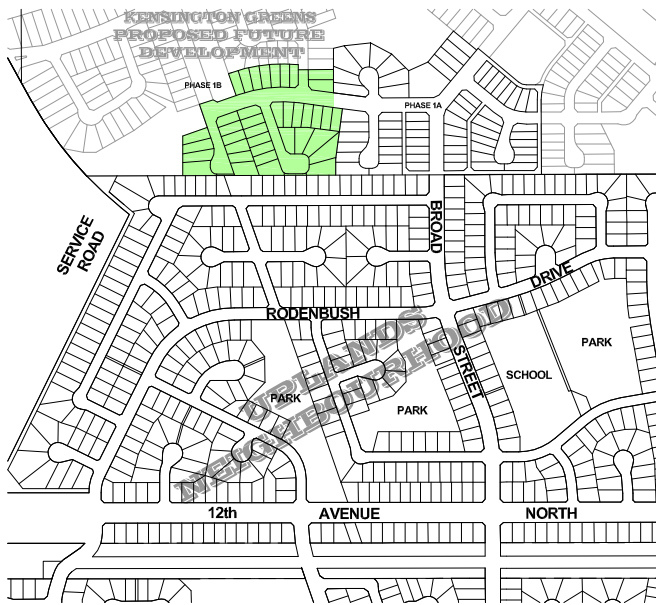 KENSINGTON GREENS
PROPOSED FUTURE
DEVELOPMENT
PHASE 1B
PHASE 1A
SERVICE
ROAD
BROAD
STREET
RODENBUSH
DRIVE
UPLANDS
NEIGHBOURHOOD
PARK
SCHOOL
PARK
PARK
12th
AVENUE
NORTH